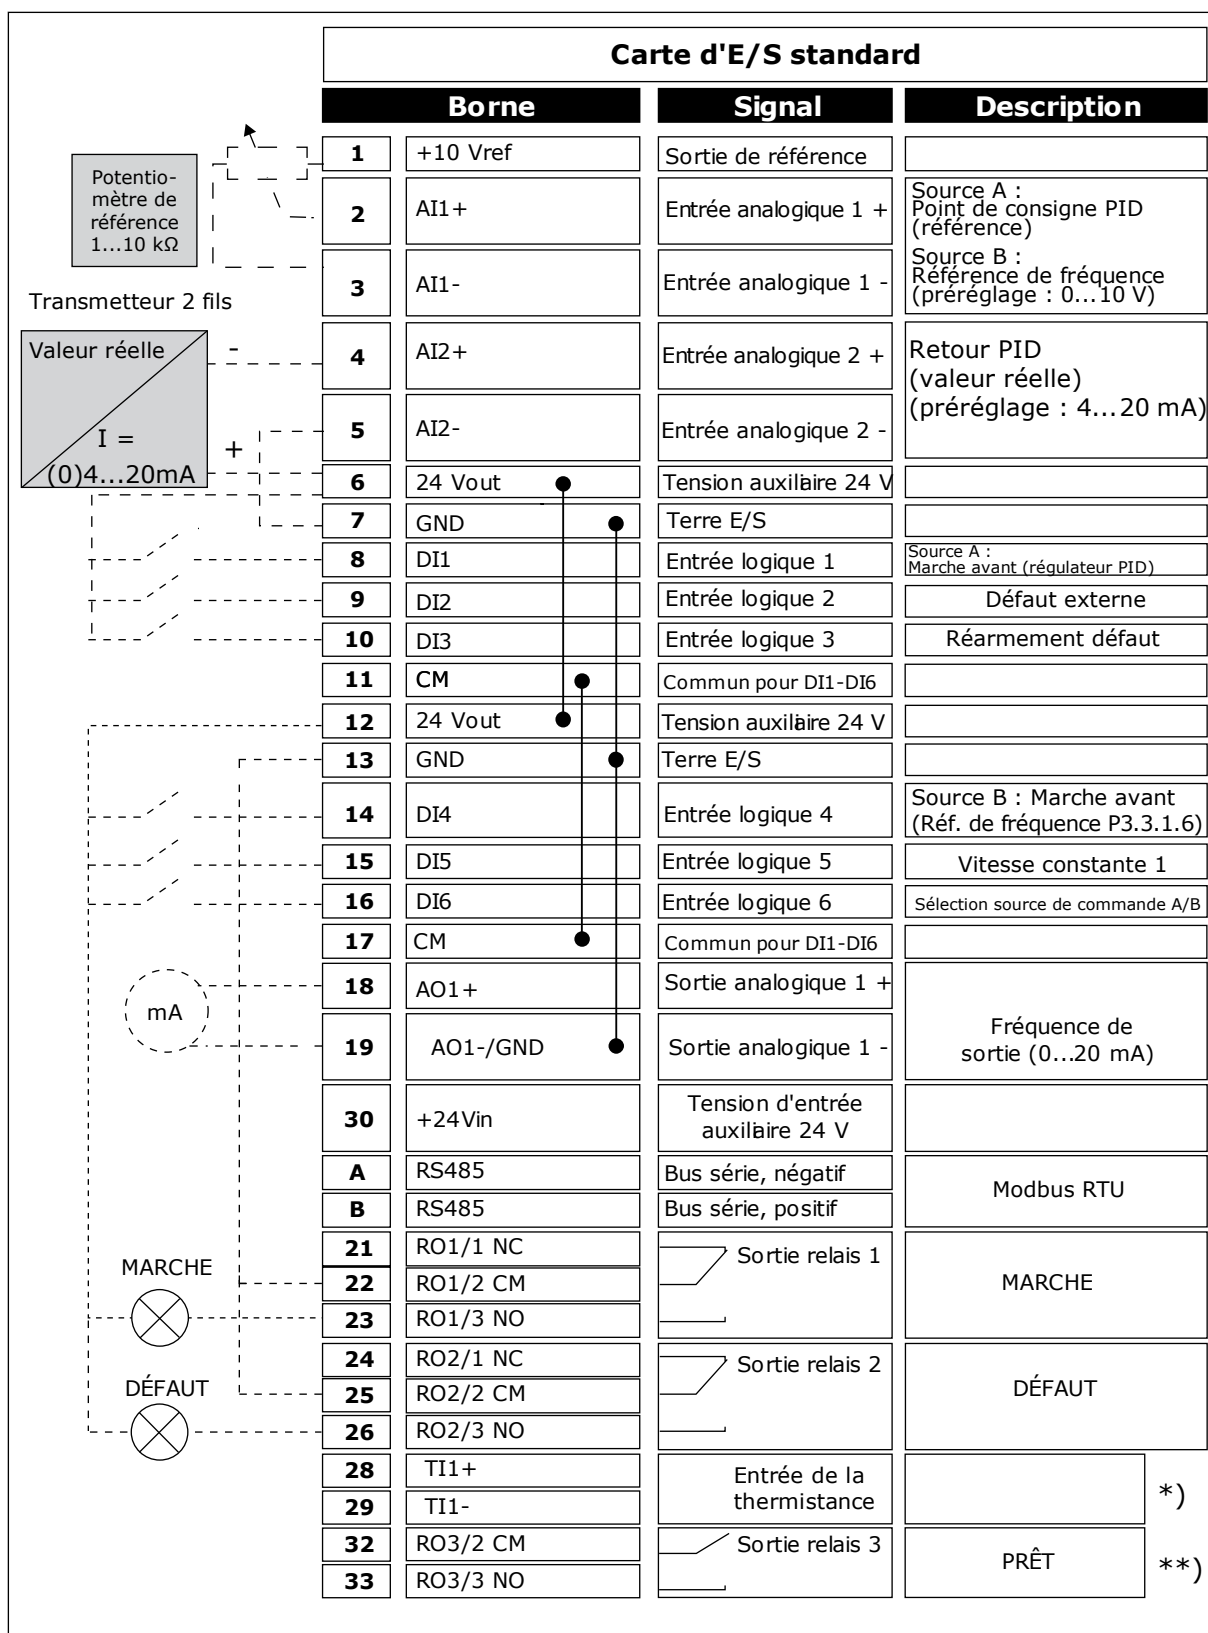 Carte d'E/S standard
Borne Signal Description
1 +10 Vref Sortie de référence
Potentio-
mètre de
référence
1...10 kΩ
2 AI1+ Entrée analogique 1 +
Source A :
Point de consigne PID
(référence)
3 AI1- Entrée analogique 1 -
Source B :
Référence de fréquence
(préréglage : 0...10 V)
Transmetteur 2 fils
Valeur réelle
I =
(0)4...20mA
-
+
4 AI2+ Entrée analogique 2 +
Retour PID
(valeur réelle)
(préréglage : 4...20 mA)
5 AI2- Entrée analogique 2 -
6 24 Vout Tension auxiliaire 24 V
7 GND Terre E/S
8 DI1 Entrée logique 1
Source A :
Marche avant (régulateur PID)
9 DI2 Entrée logique 2 Défaut externe
10 DI3 Entrée logique 3 Réarmement défaut
11 CM Commun pour DI1-DI6
12 24 Vout Tension auxiliaire 24 V
13 GND Terre E/S
14 DI4 Entrée logique 4
Source B : Marche avant
(Réf. de fréquence P3.3.1.6)
15 DI5 Entrée logique 5 Vitesse constante 1
16 DI6 Entrée logique 6 Sélection source de commande A/B
17 CM Commun pour DI1-DI6
18 AO1+ Sortie analogique 1 +
mA
19 AO1-/GND Sortie analogique 1 -
Fréquence de
sortie (0...20 mA)
30 +24Vin
Tension d'entrée
auxiliaire 24 V
A RS485 Bus série, négatif
B RS485 Bus série, positif
Modbus RTU
21 RO1/1 NC Sortie relais 1
MARCHE
22 RO1/2 CM MARCHE
23 RO1/3 NO
24 RO2/1 NC Sortie relais 2
DÉFAUT
25 RO2/2 CM DÉFAUT
26 RO2/3 NO
28 TI1+
29 TI1-
Entrée de la
thermistance
*)
32 RO3/2 CM Sortie relais 3
33 RO3/3 NO
PRÊT
**)